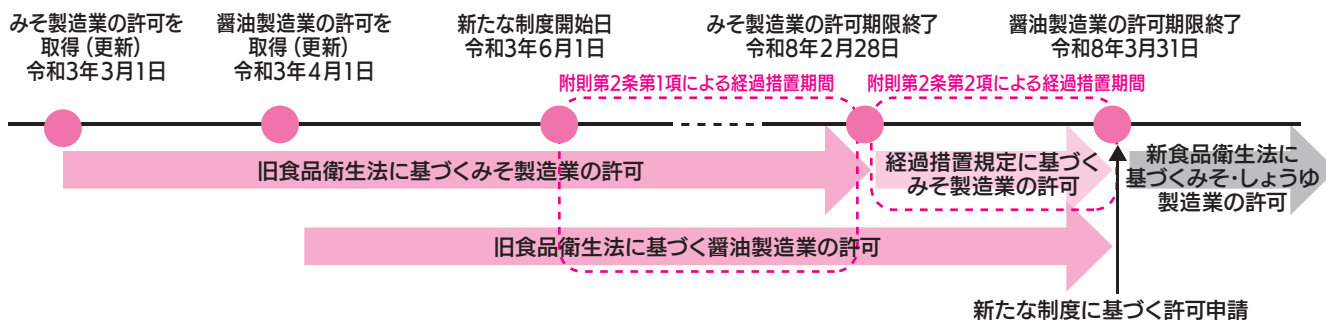 みそ製造業の許可を
取得（更新）
令和3年3月1日
醤油製造業の許可を
取得（更新）
令和3年4月1日
新たな制度開始日
令和3年6月1日
みそ製造業の許可期限終了
令和8年2月28日
醤油製造業の許可期限終了
令和8年3月31日
附則第2条第1項による経過措置期間
附則第2条第2項による経過措置期間
旧食品衛生法に基づくみそ製造業の許可
経過措置規定に基づく
みそ製造業の許可
新食品衛生法に
基づくみそ・しょうゆ
製造業の許可
旧食品衛生法に基づく醤油製造業の許可
新たな制度に基づく許可申請